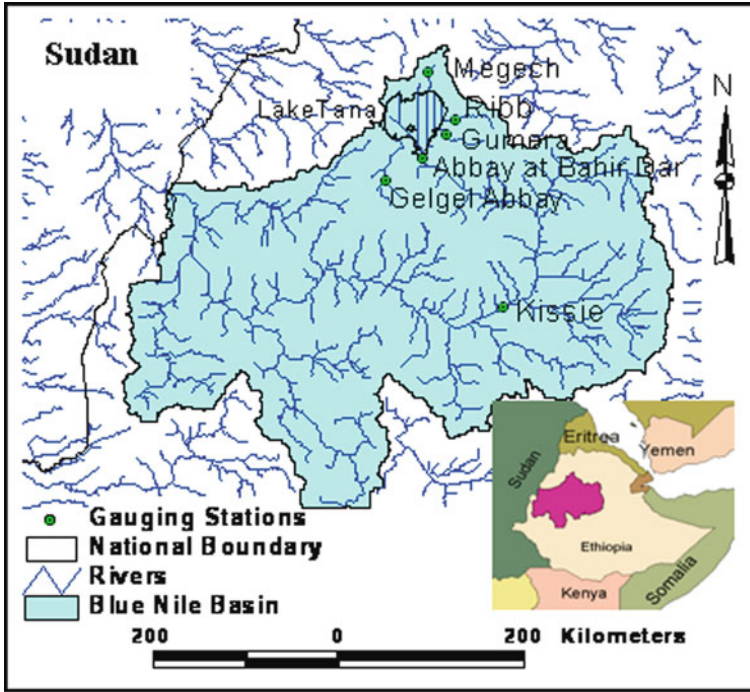 Sudan
Megech
LakeTana
Ribb
Gumera
Abbay at Bahir Dar
Gelgel Abbay
Kissie
N
Eritrea
Yemen
Sudan
Ethiopia
Kenya
Somalia
Gauging Stations
National Boundary
Rivers
Blue Nile Basin
200 0 200 Kilometers